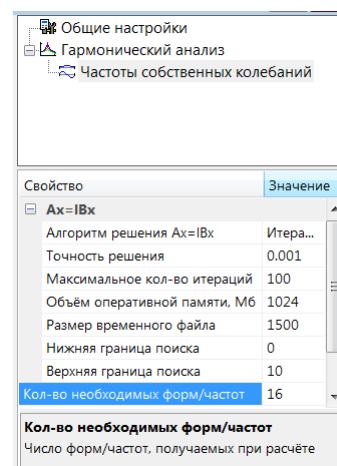 Общие настройки
Гармонический анализ
Частоты собственных колебаний
Свойство Значение
Ax=lBx
Алгоритм решения Ax=lBx Итера...
Точность решения 0.001
Максимальное кол-во итераций 100
Объём оперативной памяти, Мб 1024
Размер временного файла 1500
Нижняя граница поиска 0
Верхняя граница поиска 10
Кол-во необходимых форм/частот 16
Кол-во необходимых форм/частот
Число форм/частот, получаемых при расчёте